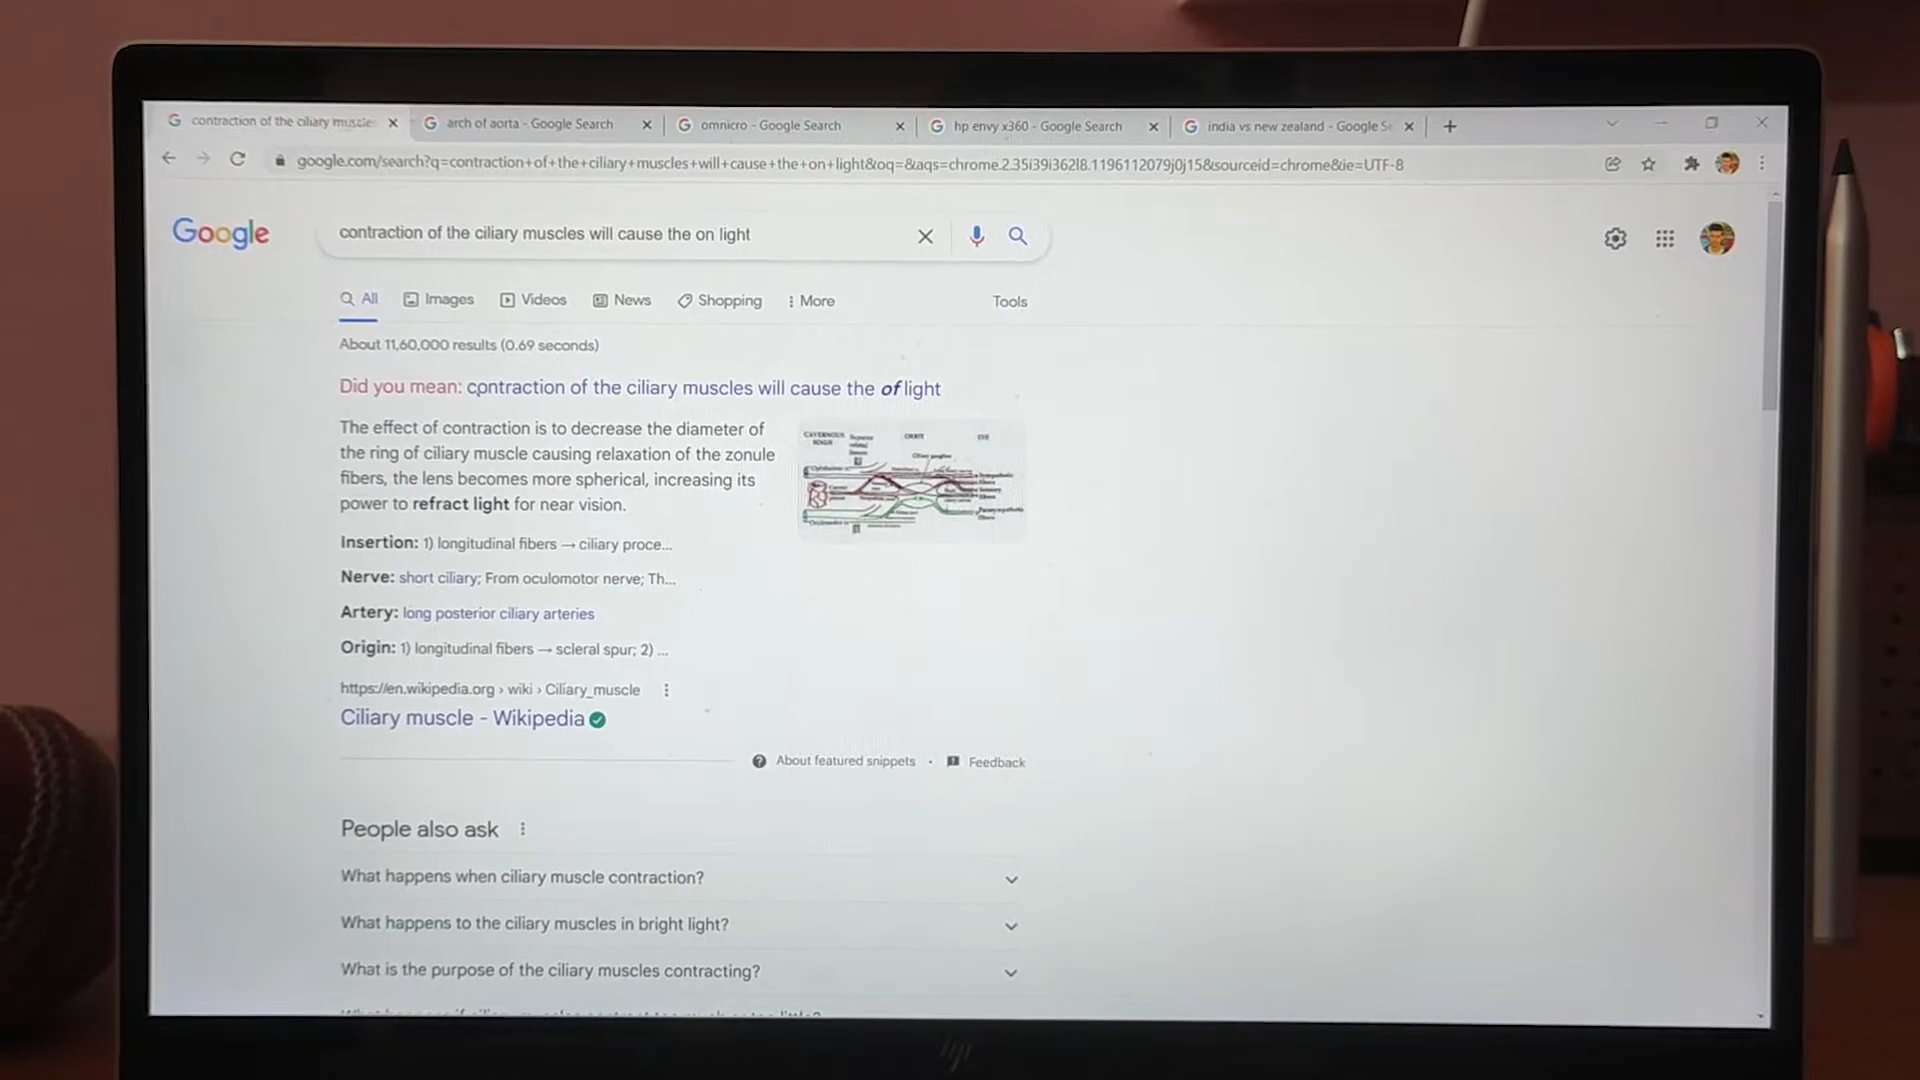 contraction of the ciliary muscle
arch of aorta - Google Search
omnicro - Google Search
hp envy x360 - Google Search
india vs new zealand - Google Se
google.com/search?q=contraction+of+the+ciliary+muscles+will+cause+the+on+light&oq=&aqs=chrome.2.35i39i362l8.1196112079j0j15&sourceid=chrome&ie=UTF-8
Google
contraction of the ciliary muscles will cause the on light
All
Images
Videos
News
Shopping
More
Tools
About 11,60,000 results (0.69 seconds)
Did you mean: contraction of the ciliary muscles will cause the of light
The effect of contraction is to decrease the diameter of
the ring of ciliary muscle causing relaxation of the zonule
fibers, the lens becomes more spherical, increasing its
power to refract light for near vision.
CAVERNOUS
SINUS
ORBIT
EYE
Insertion: 1) longitudinal fibers → ciliary proce...
Nerve: short ciliary; From oculomotor nerve; Th...
Artery: long posterior ciliary arteries
Origin: 1) longitudinal fibers → scleral spur; 2) ...
https://en.wikipedia.org › wiki › Ciliary_muscle
Ciliary muscle - Wikipedia
About featured snippets
Feedback
People also ask
What happens when ciliary muscle contraction?
What happens to the ciliary muscles in bright light?
What is the purpose of the ciliary muscles contracting?
hp